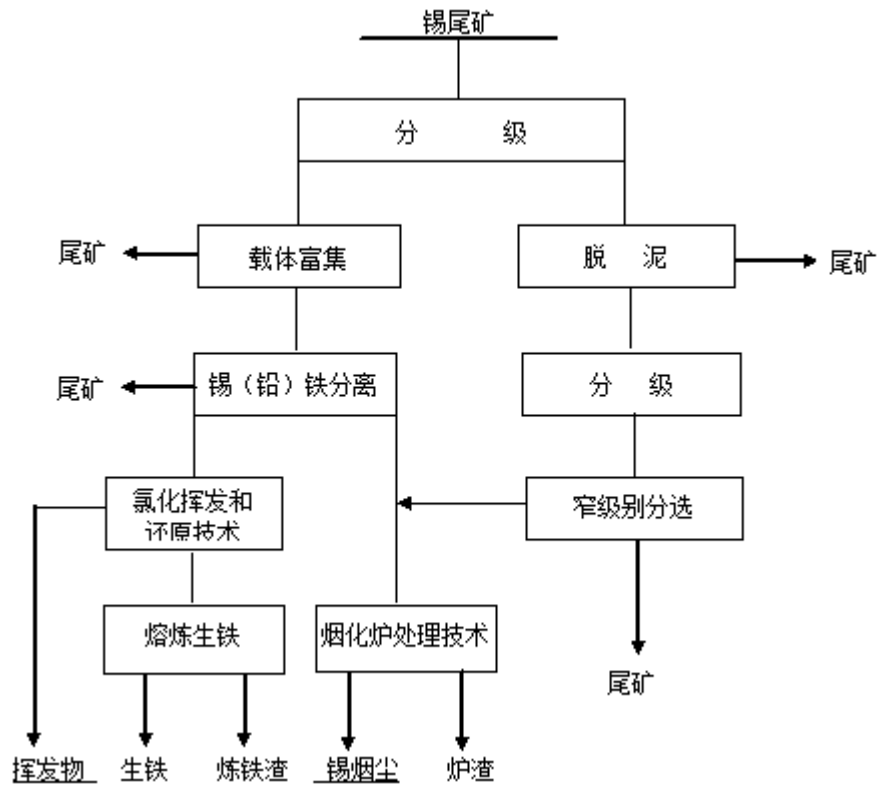 锡尾矿
分 级
尾矿
载体富集
脱 泥
尾矿
尾矿
锡（铅）铁分离
分 级
氯化挥发和
还原技术
窄级别分选
熔炼生铁
烟化炉处理技术
尾矿
挥发物
生铁
炼铁渣
锡烟尘
炉渣